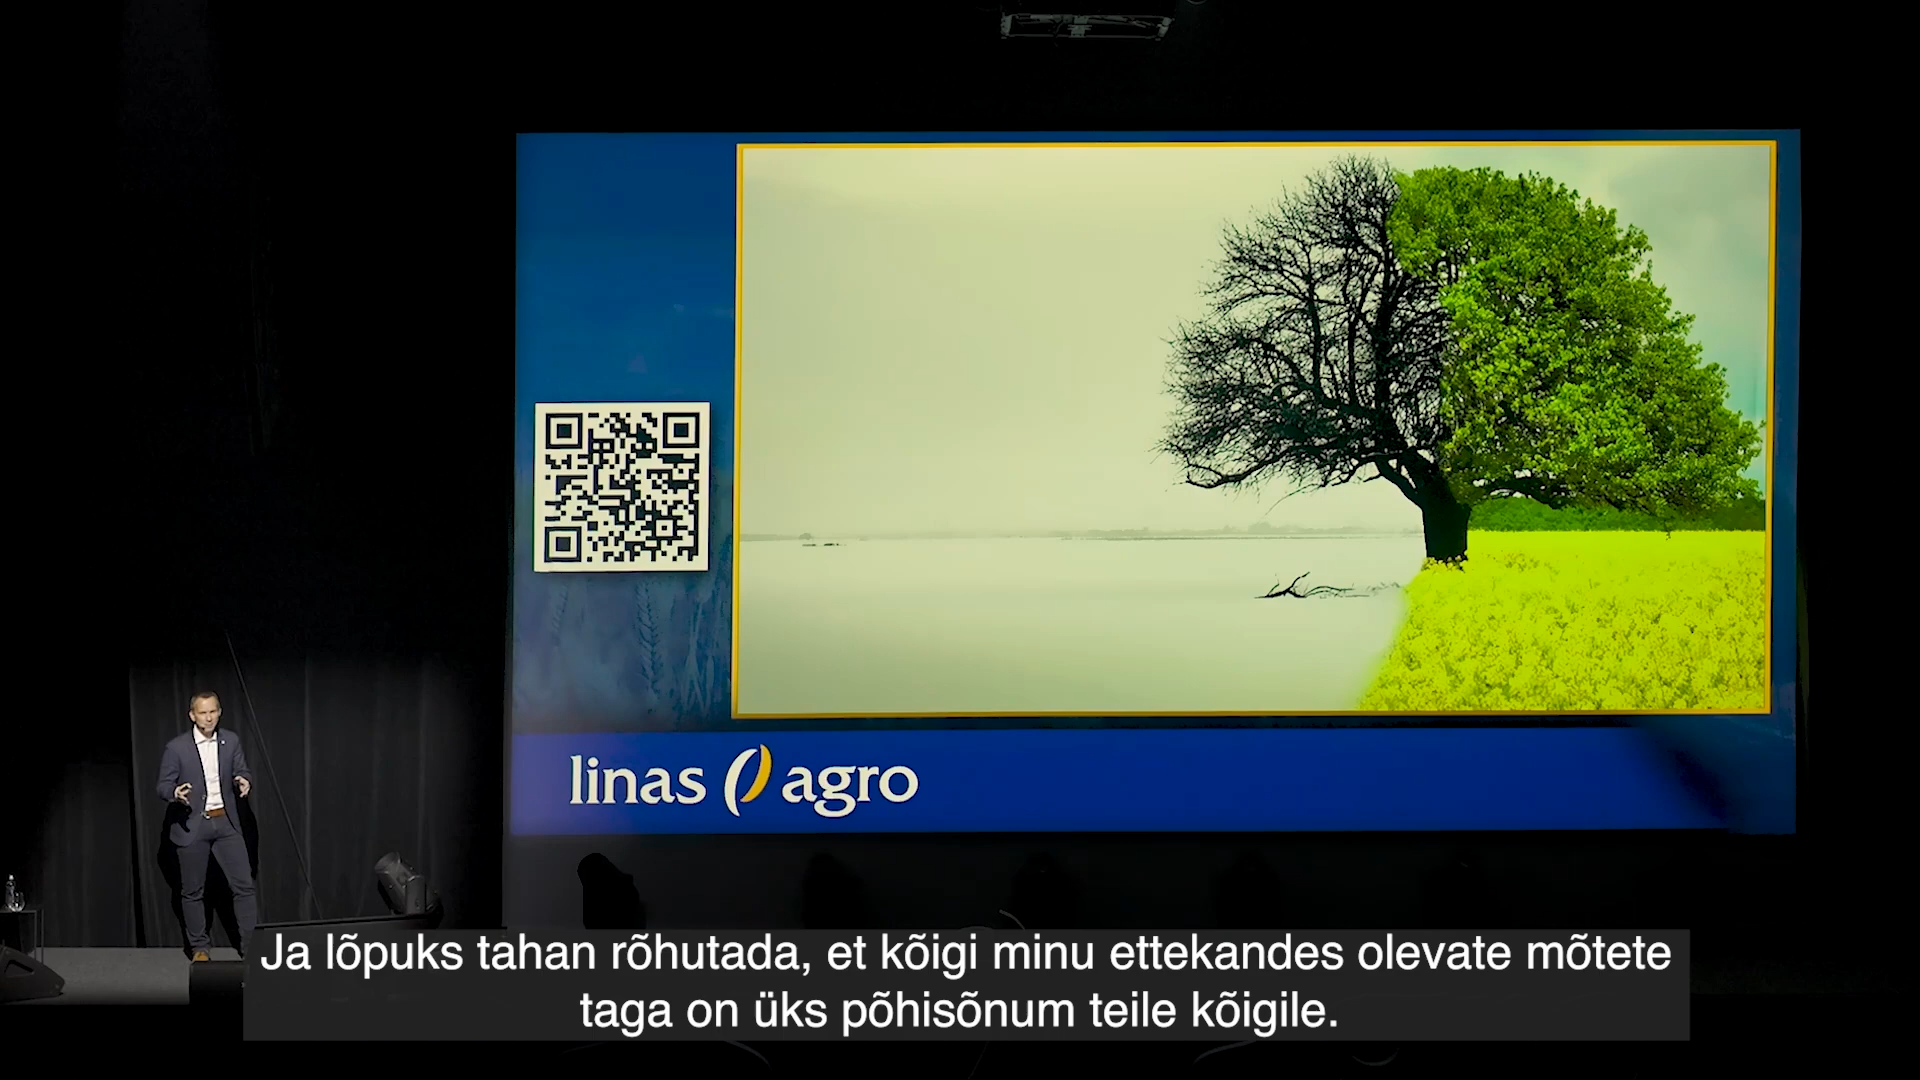 linas agro
Ja lõpuks tahan rõhutada, et kõigi minu ettekandes olevate mõtete
taga on üks põhisõnum teile kõigile.